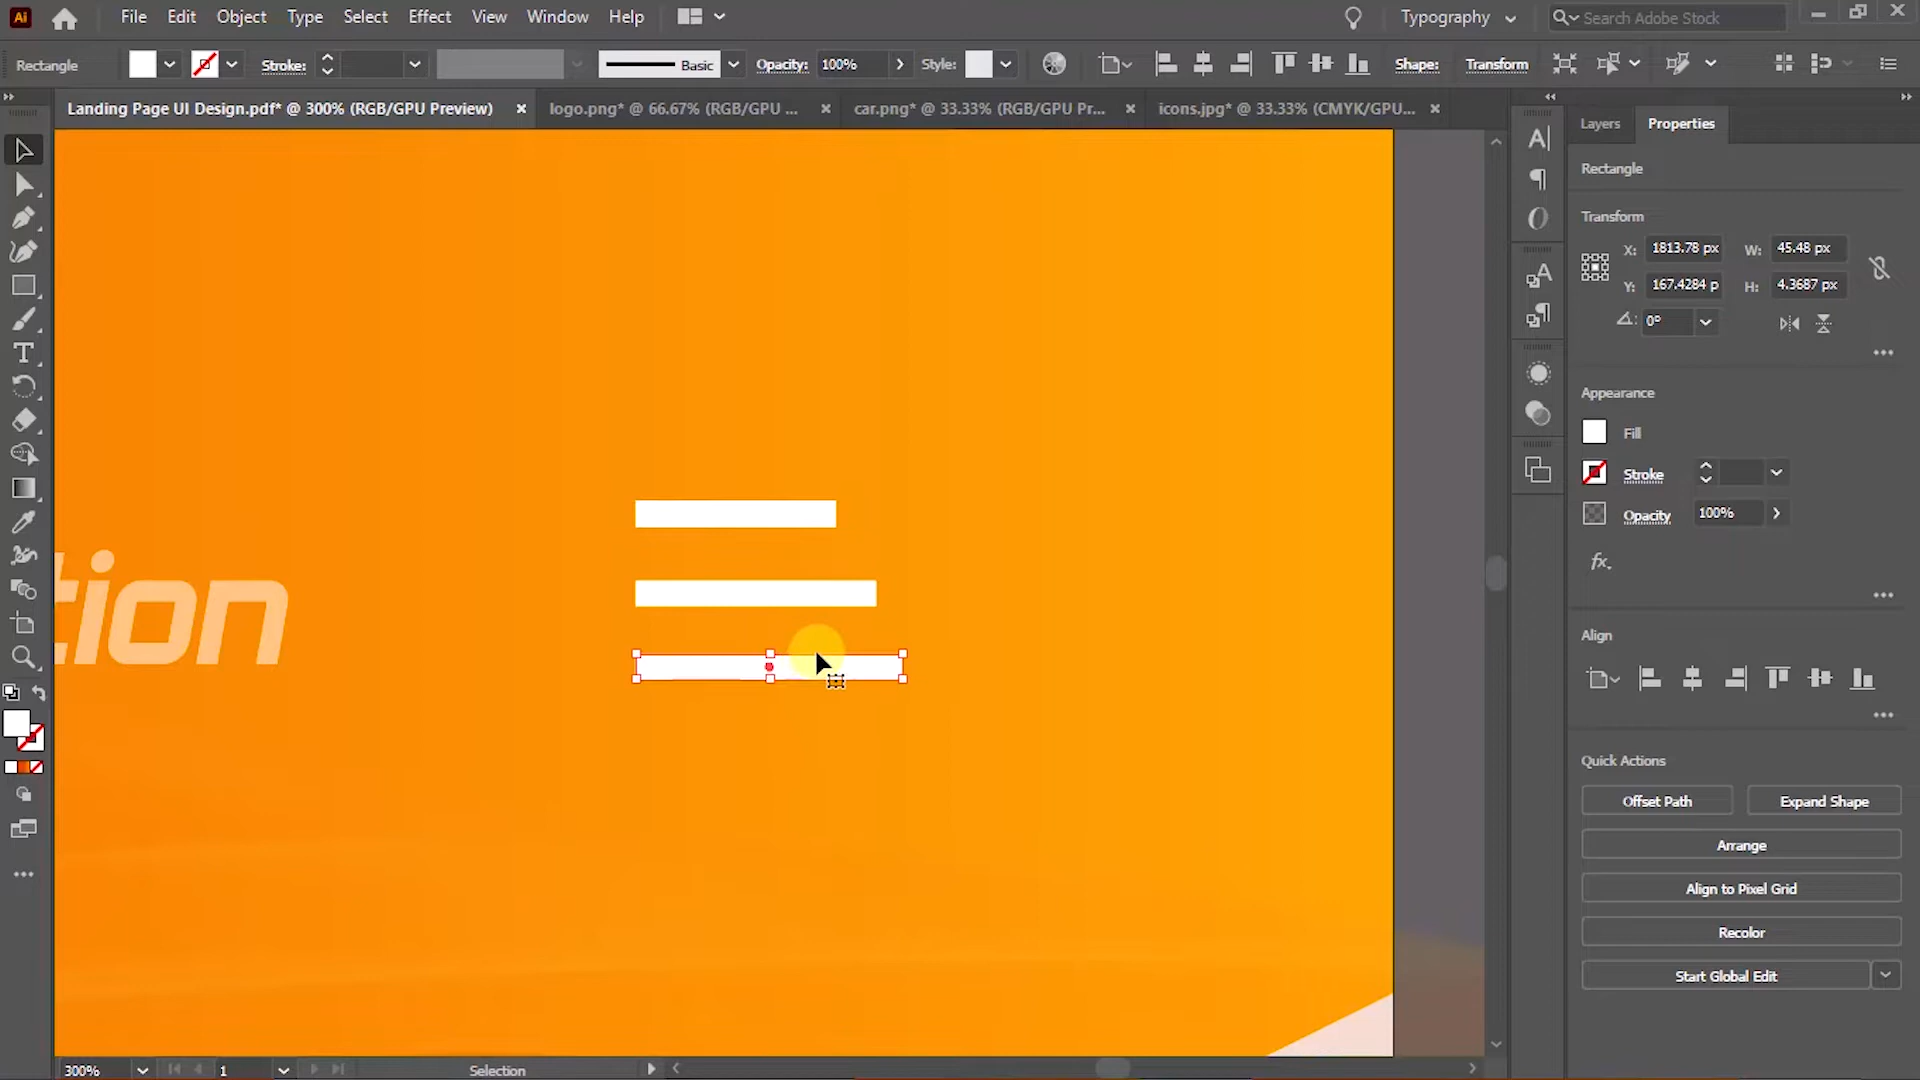 Ai File Edit Object Type Select Effect View Window Help Typography Search Adobe Stock
Rectangle Stroke: Basic Opacity: 100% Style: Shape: Transform
Landing Page UI Design.pdf* @ 300% (RGB/GPU Preview) × logo.png* @ 66.67% (RGB/GPU ... × car.png* @ 33.33% (RGB/GPU Pr... × icons.jpg* @ 33.33% (CMYK/GPU... ×
Layers Properties
Rectangle
Transform
X: 1813.78 px W: 45.48 px
Y: 167.4284 p H: 4.3687 px
0°
Appearance
Fill
Stroke
Opacity 100%
fx.
tion
Align
Quick Actions
Offset Path Expand Shape
Arrange
Align to Pixel Grid
Recolor
Start Global Edit
300% 1 Selection